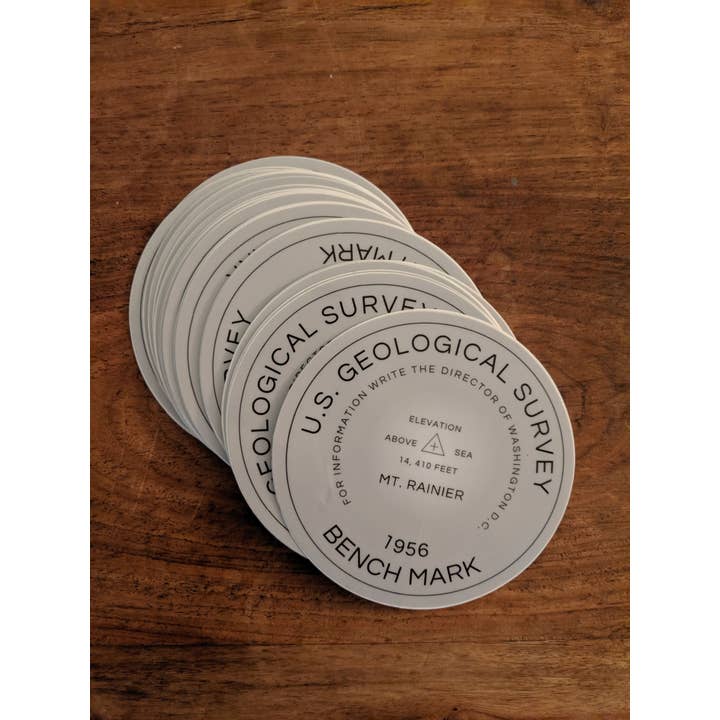 U.S. GEOLOGICAL SURVEY
FOR INFORMATION WRITE THE DIRECTOR OF WASHINGTON D.C.
ELEVATION
ABOVE SEA
14, 410 FEET
MT. RAINIER
1956
BENCH MARK
GEOLOGICAL SURVEY
MARK